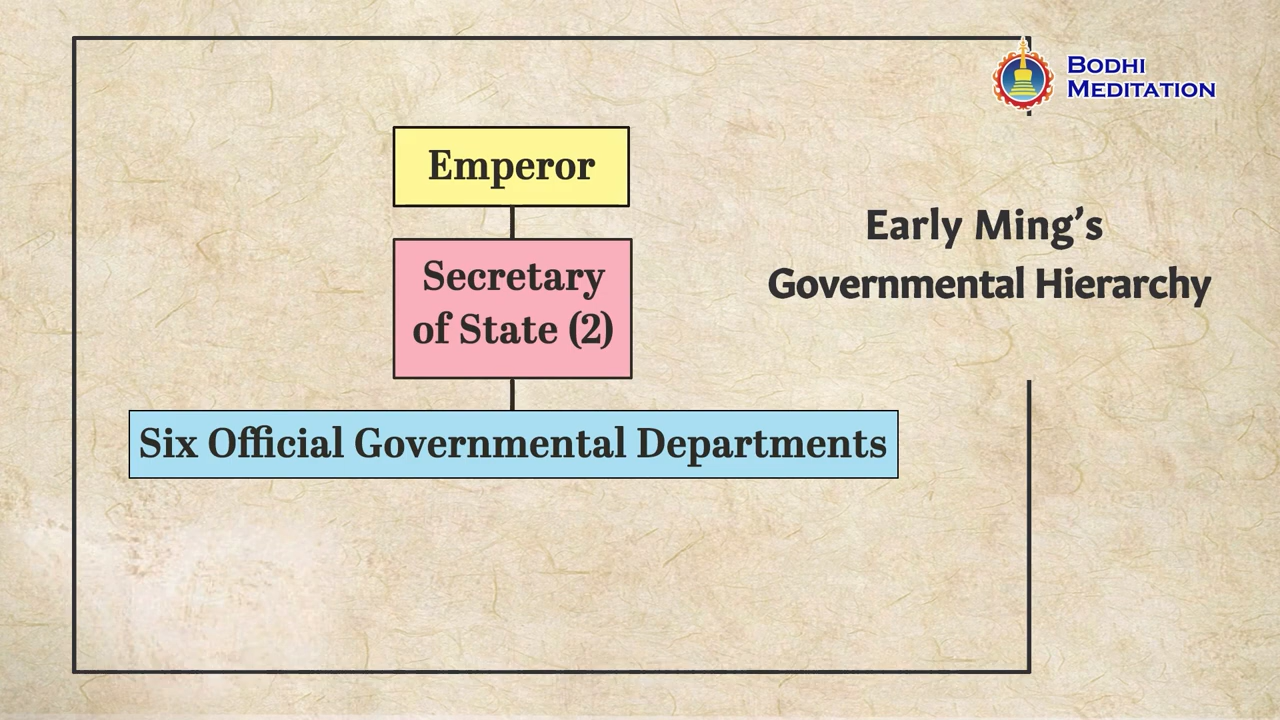 BODHI
MEDITATION
Emperor
Early Ming's
Governmental Hierarchy
Secretary
of State (2)
Six Official Governmental Departments